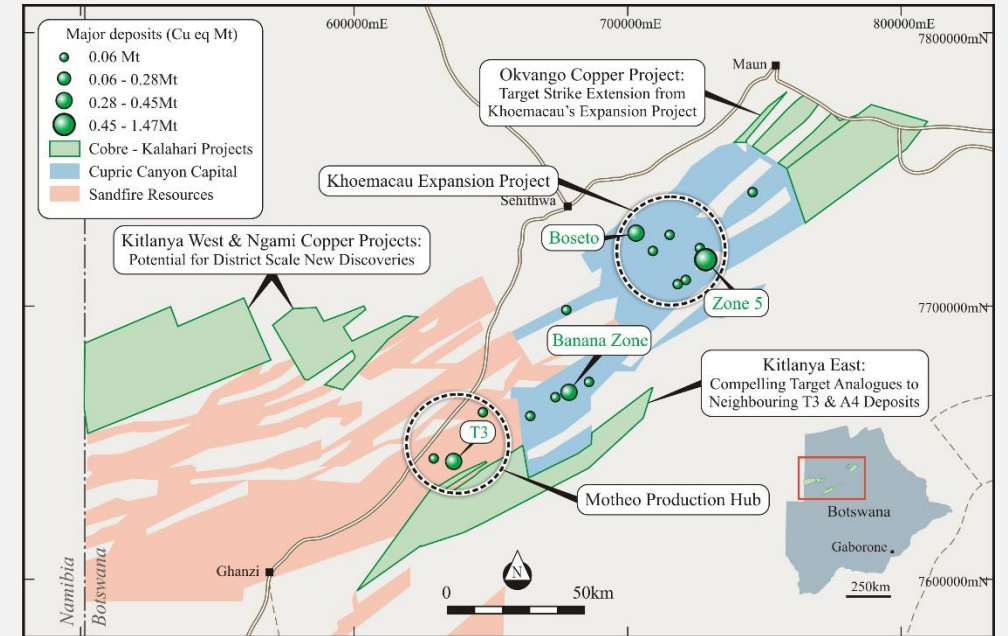 600000mE
700000mE
800000mE
7800000mN
7700000mN
7600000mN
Major deposits (Cu eq Mt)
0.06 Mt
0.06 - 0.28Mt
0.28 - 0.45Mt
0.45 - 1.47Mt
Cobre - Kalahari Projects
Cupric Canyon Capital
Sandfire Resources
Okvango Copper Project:
Target Strike Extension from
Khoemacau's Expansion Project
Maun
Khoemacau Expansion Project
Sehithwa
Kitlanya West & Ngami Copper Projects:
Potential for District Scale New Discoveries
Boseto
Zone 5
Banana Zone
Kitlanya East:
Compelling Target Analogues to
Neighbouring T3 & A4 Deposits
T3
Motheo Production Hub
Ghanzi
Namibia
Botswana
N
0
50km
Botswana
Gaborone
250km